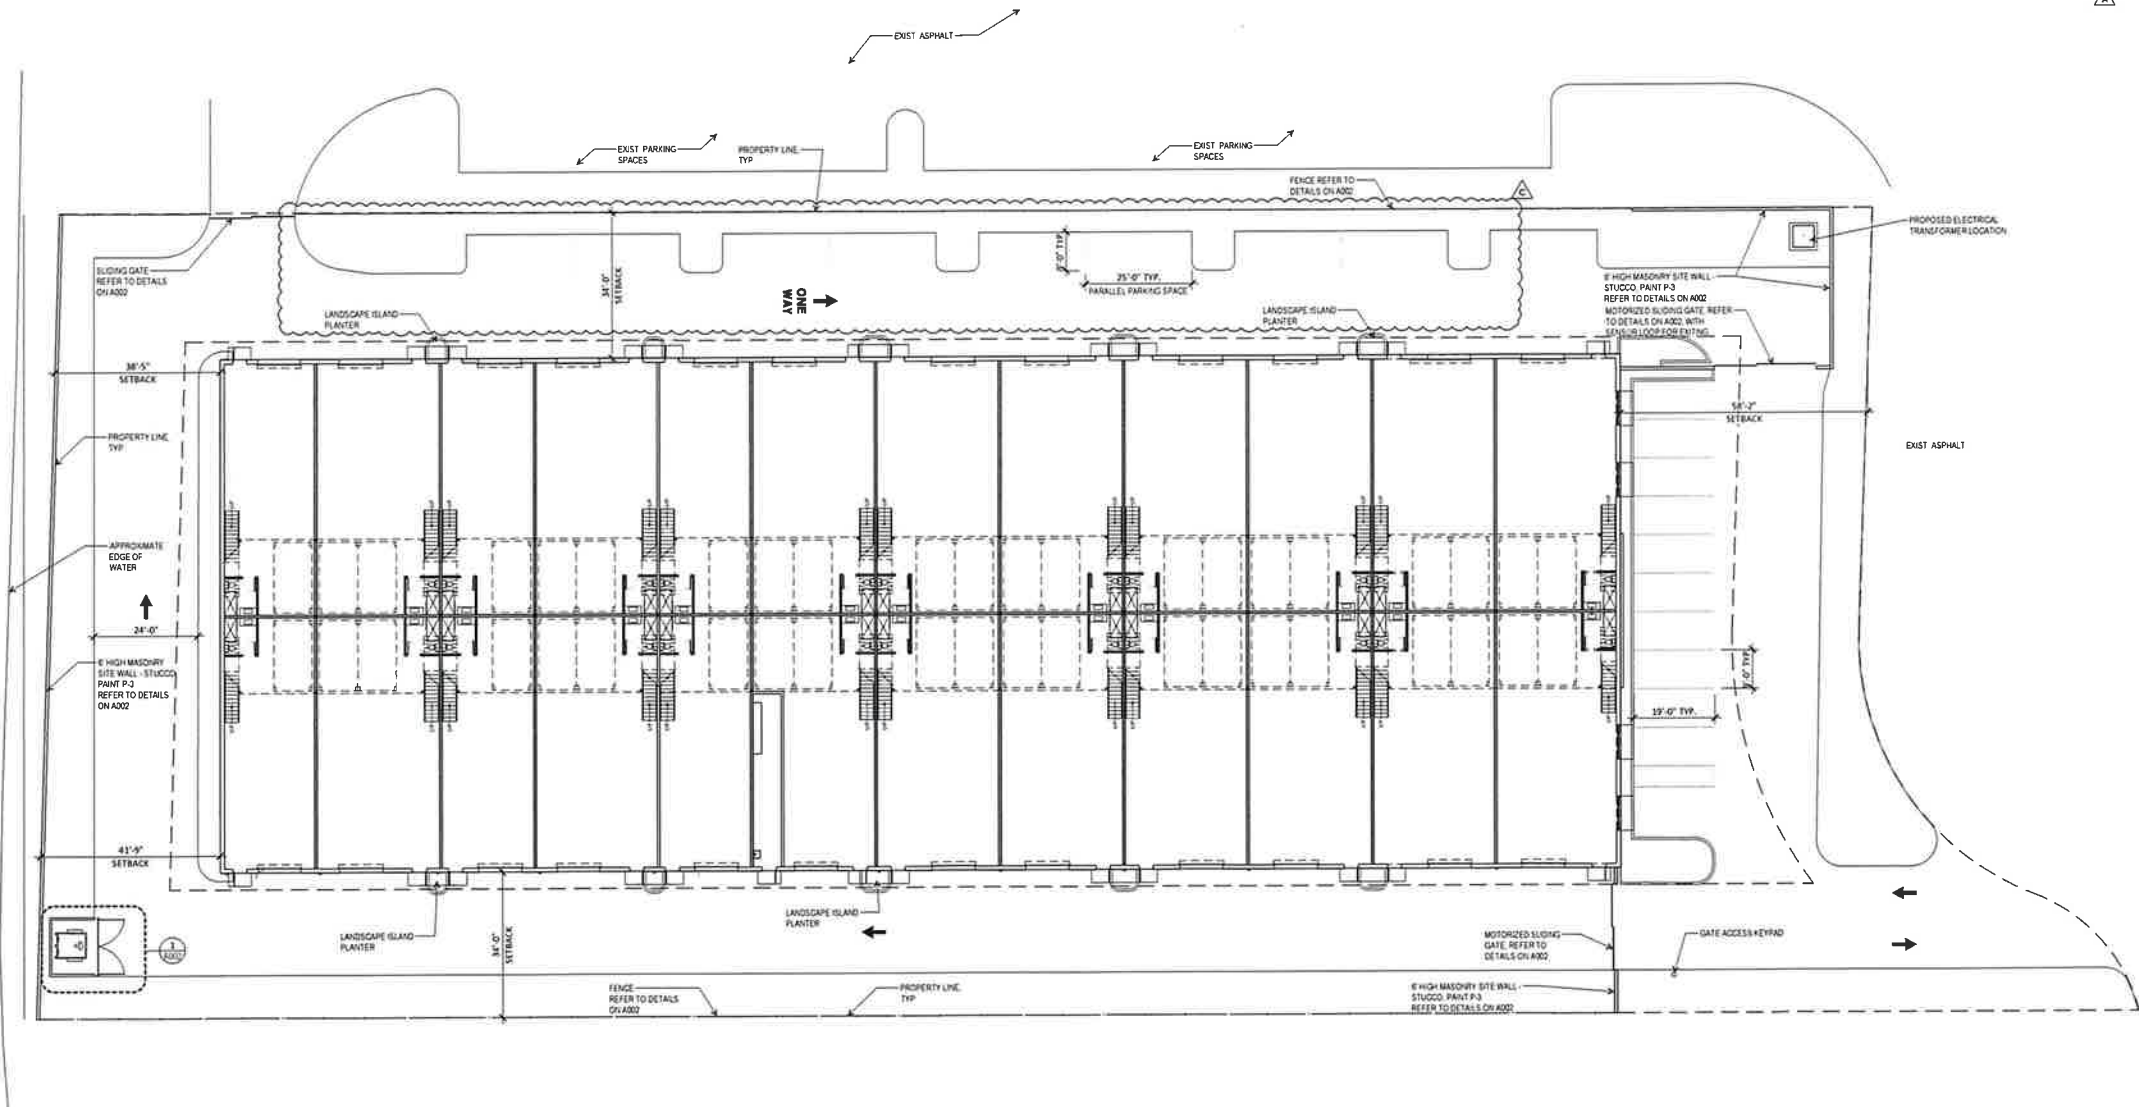 A
EXIST ASPHALT
EXIST PARKING
SPACES
PROPERTY LINE,
TYP
EXIST PARKING
SPACES
FENCE REFER TO
DETAILS ON A002
C
PROPOSED ELECTRICAL
TRANSFORMER LOCATION
SLIDING GATE
REFER TO DETAILS
ON A002
34'-0"
SETBACK
25'-0" TYP.
PARALLEL PARKING SPACE
6' HIGH MASONRY SITE WALL -
STUCCO, PAINT P-3
REFER TO DETAILS ON A002
MOTORIZED SLIDING GATE, REFER
TO DETAILS ON A002, WITH
SENSOR LOOP FOR EXITING
ONE
WAY
LANDSCAPE ISLAND
PLANTER
LANDSCAPE ISLAND
PLANTER
38'-5"
SETBACK
58'-2"
SETBACK
PROPERTY LINE,
TYP
EXIST ASPHALT
APPROXIMATE
EDGE OF
WATER
24'-0"
6' HIGH MASONRY
SITE WALL - STUCCO,
PAINT P-3
REFER TO DETAILS
ON A002
19'-0" TYP.
41'-9"
SETBACK
LANDSCAPE ISLAND
PLANTER
LANDSCAPE ISLAND
PLANTER
34'-0"
SETBACK
1
A002
MOTORIZED SLIDING
GATE, REFER TO
DETAILS ON A002
GATE ACCESS KEYPAD
FENCE
REFER TO DETAILS
ON A002
PROPERTY LINE,
TYP
6' HIGH MASONRY SITE WALL -
STUCCO, PAINT P-3
REFER TO DETAILS ON A002